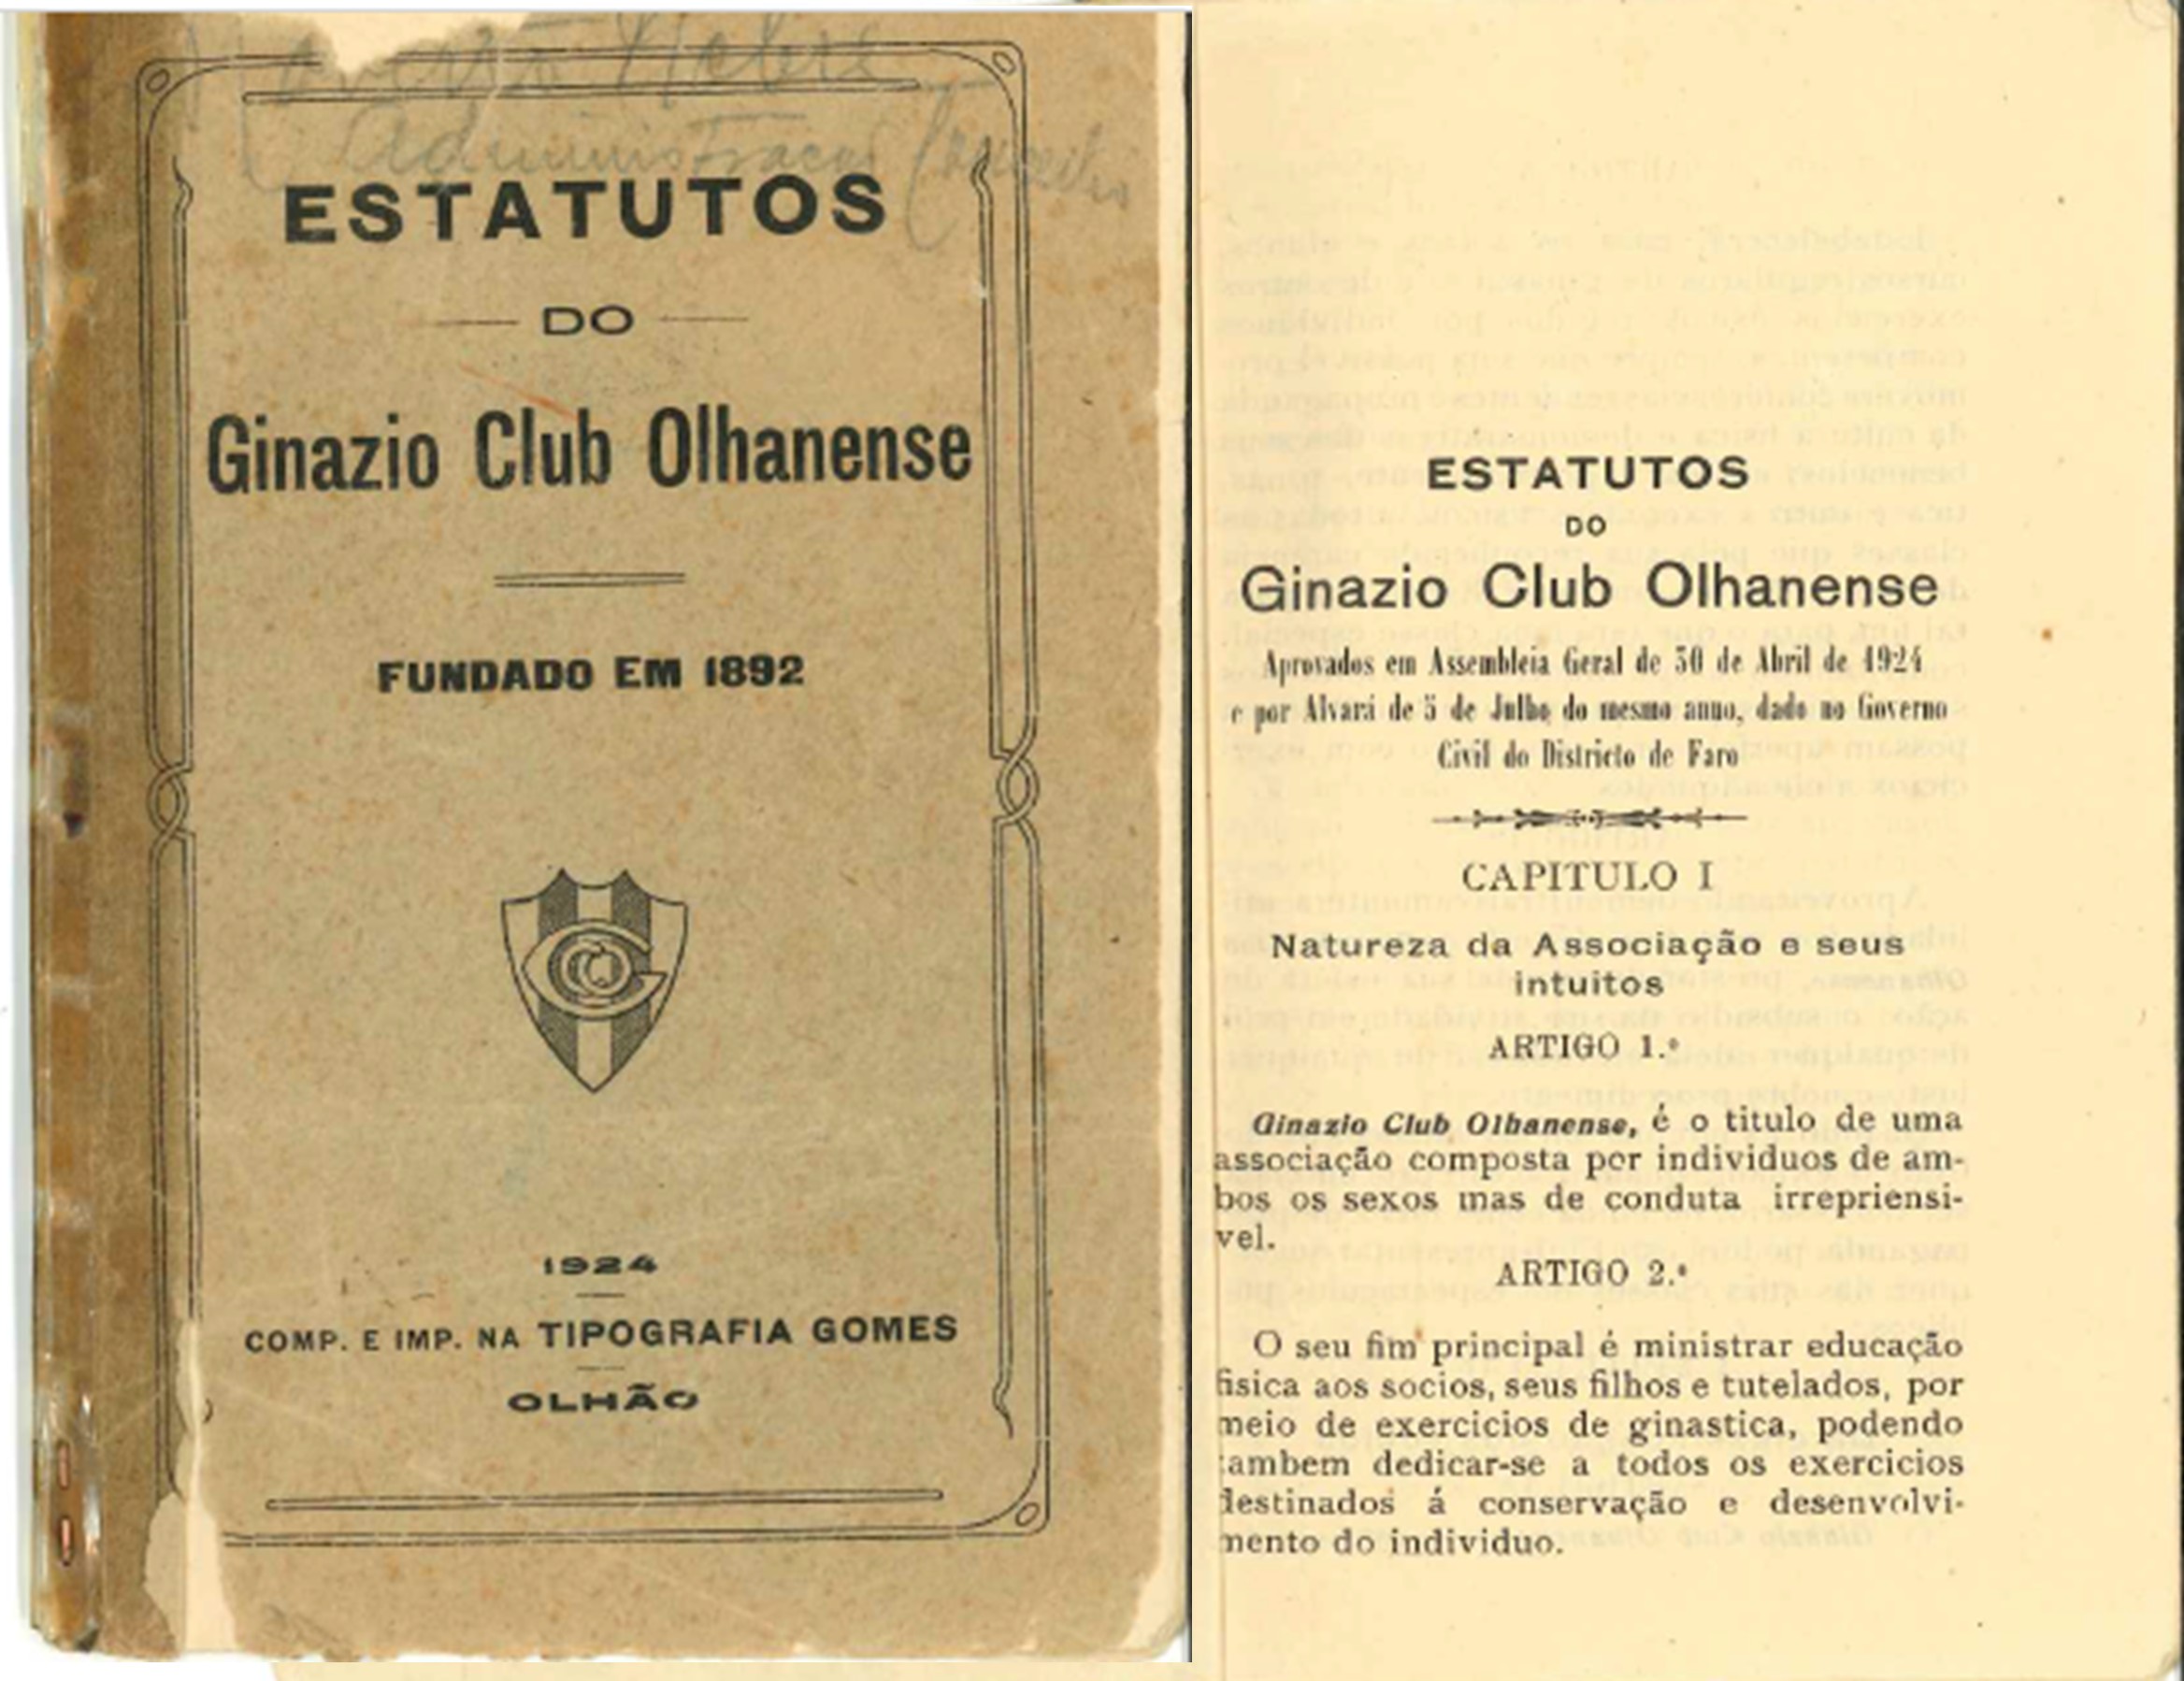 Administração Concelho
ESTATUTOS
DO
Ginazio Club Olhanense
FUNDADO EM 1892
1924
COMP. E IMP. NA TIPOGRAFIA GOMES
OLHÃO
ESTATUTOS
DO
Ginazio Club Olhanense
Aprovados em Assembleia Geral de 30 de Abril de 1924
e por Alvará de 5 de Julho do mesmo anno, dado no Governo
Civil do Districto de Faro
CAPITULO I
Natureza da Associação e seus
intuitos
ARTIGO 1.º
Ginazio Club Olhanense, é o titulo de uma
associação composta por individuos de am-
bos os sexos mas de conduta irrepriensi-
vel.
ARTIGO 2.º
O seu fim principal é ministrar educação
fisica aos socios, seus filhos e tutelados, por
meio de exercicios de ginastica, podendo
tambem dedicar-se a todos os exercicios
destinados á conservação e desenvolvi-
mento do individuo.